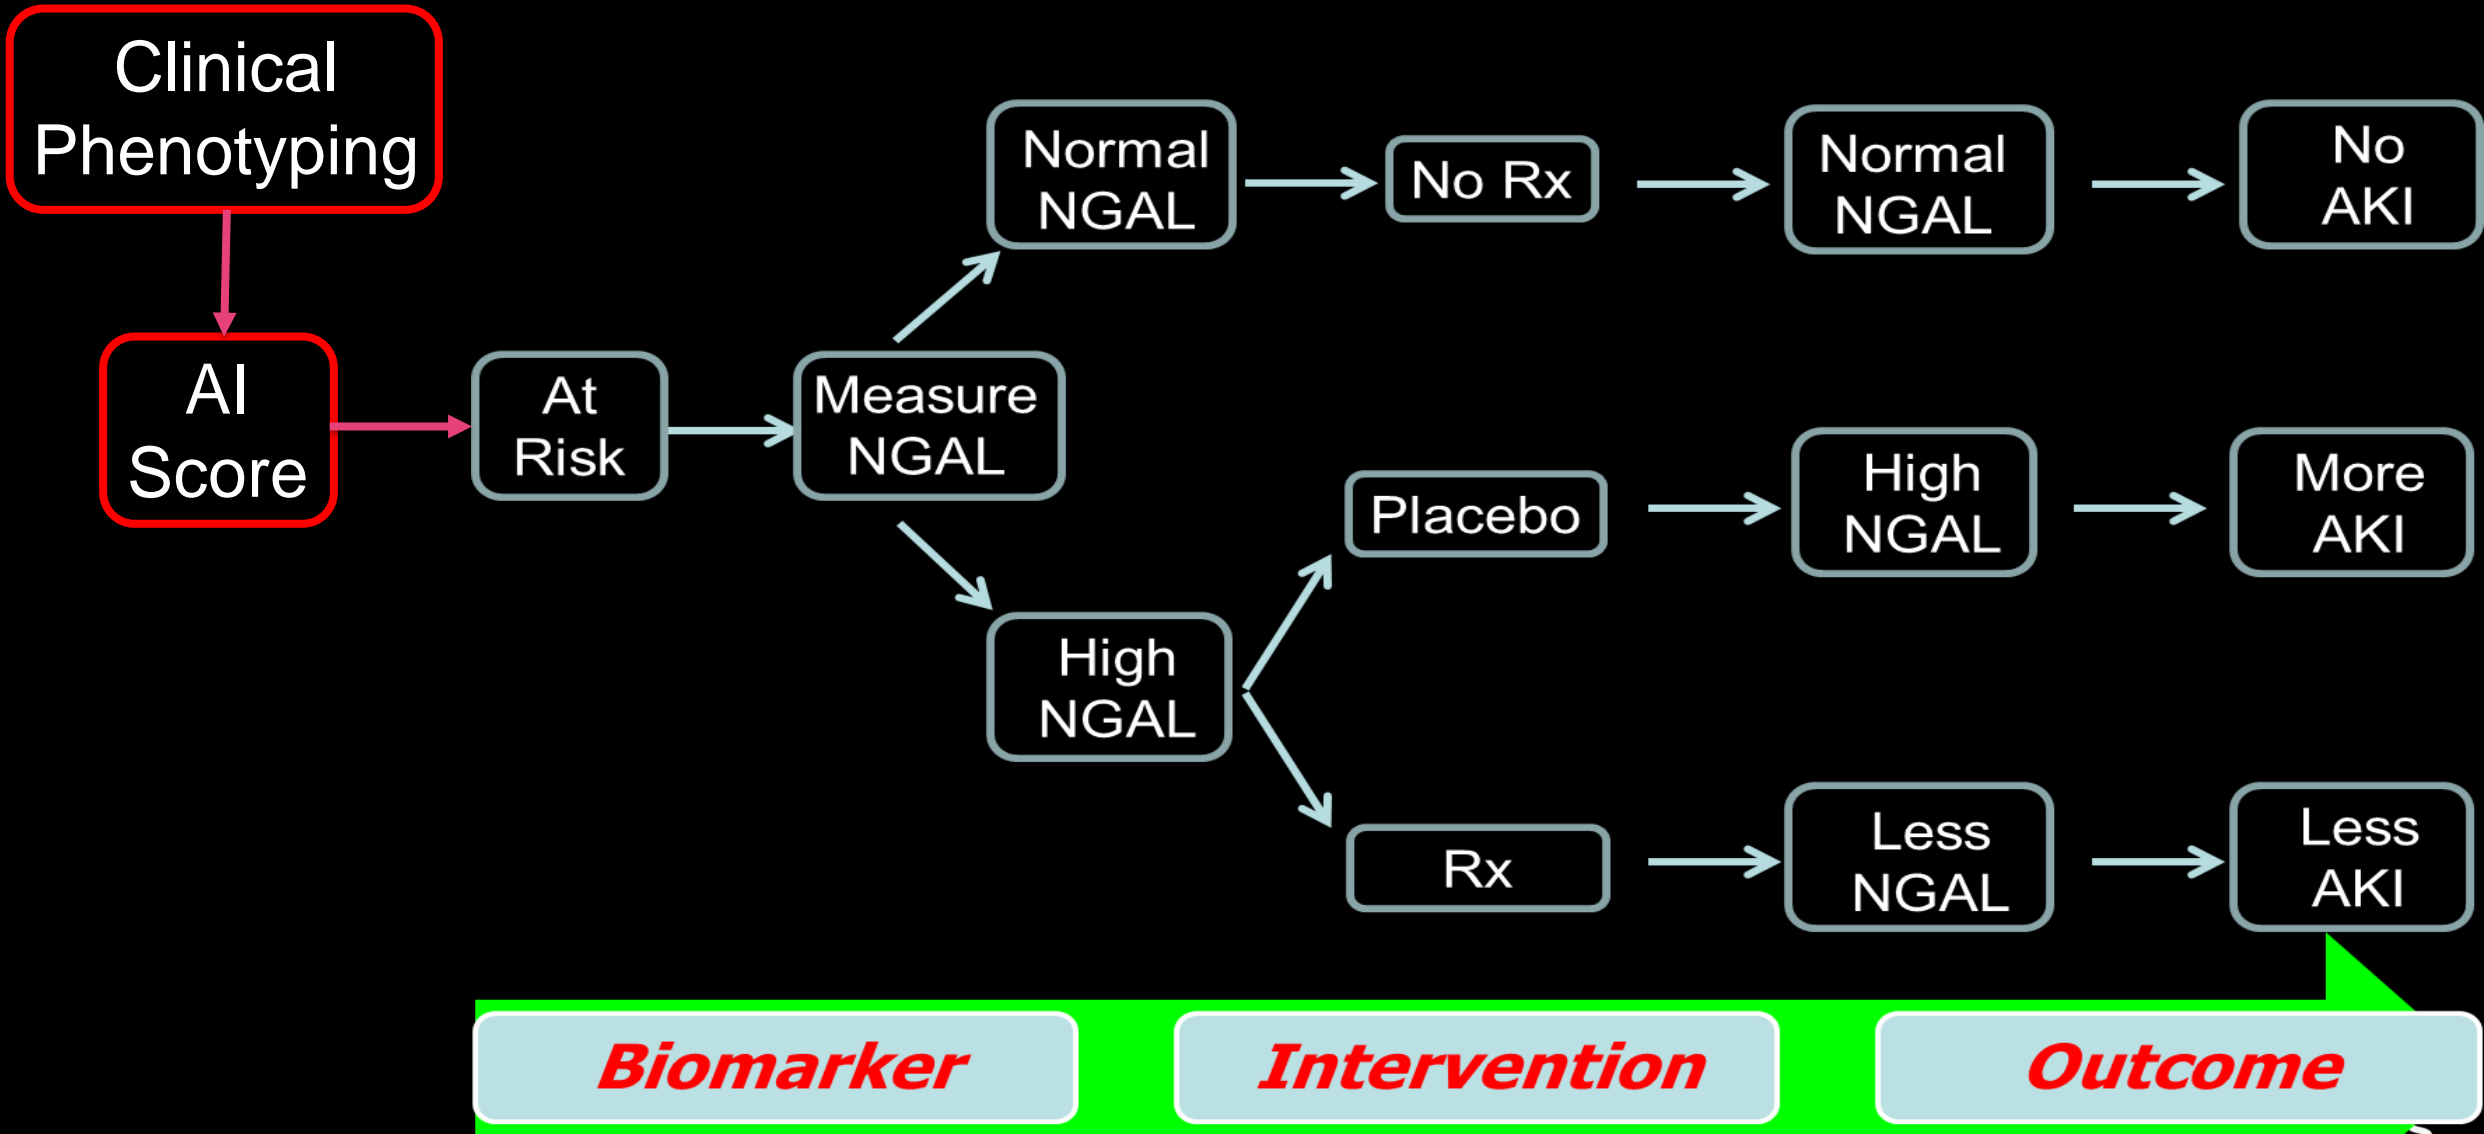 Clinical
Phenotyping
AI
Score
At
Risk
Measure
NGAL
Normal
NGAL
No Rx
Normal
NGAL
No
AKI
High
NGAL
Placebo
High
NGAL
More
AKI
Rx
Less
NGAL
Less
AKI
Biomarker
Intervention
Outcome